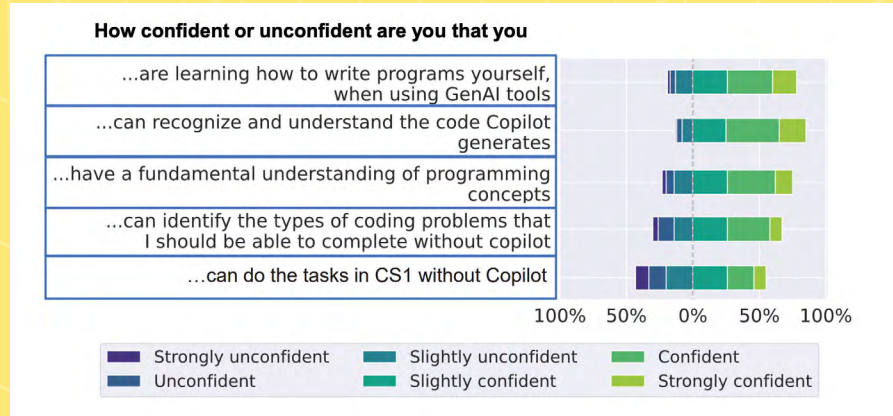 How confident or unconfident are you that you
...are learning how to write programs yourself,
when using GenAI tools
...can recognize and understand the code Copilot
generates
...have a fundamental understanding of programming
concepts
...can identify the types of coding problems that
I should be able to complete without copilot
...can do the tasks in CS1 without Copilot
100% 50% 0% 50% 100%
Strongly unconfident Slightly unconfident Confident
Unconfident Slightly confident Strongly confident